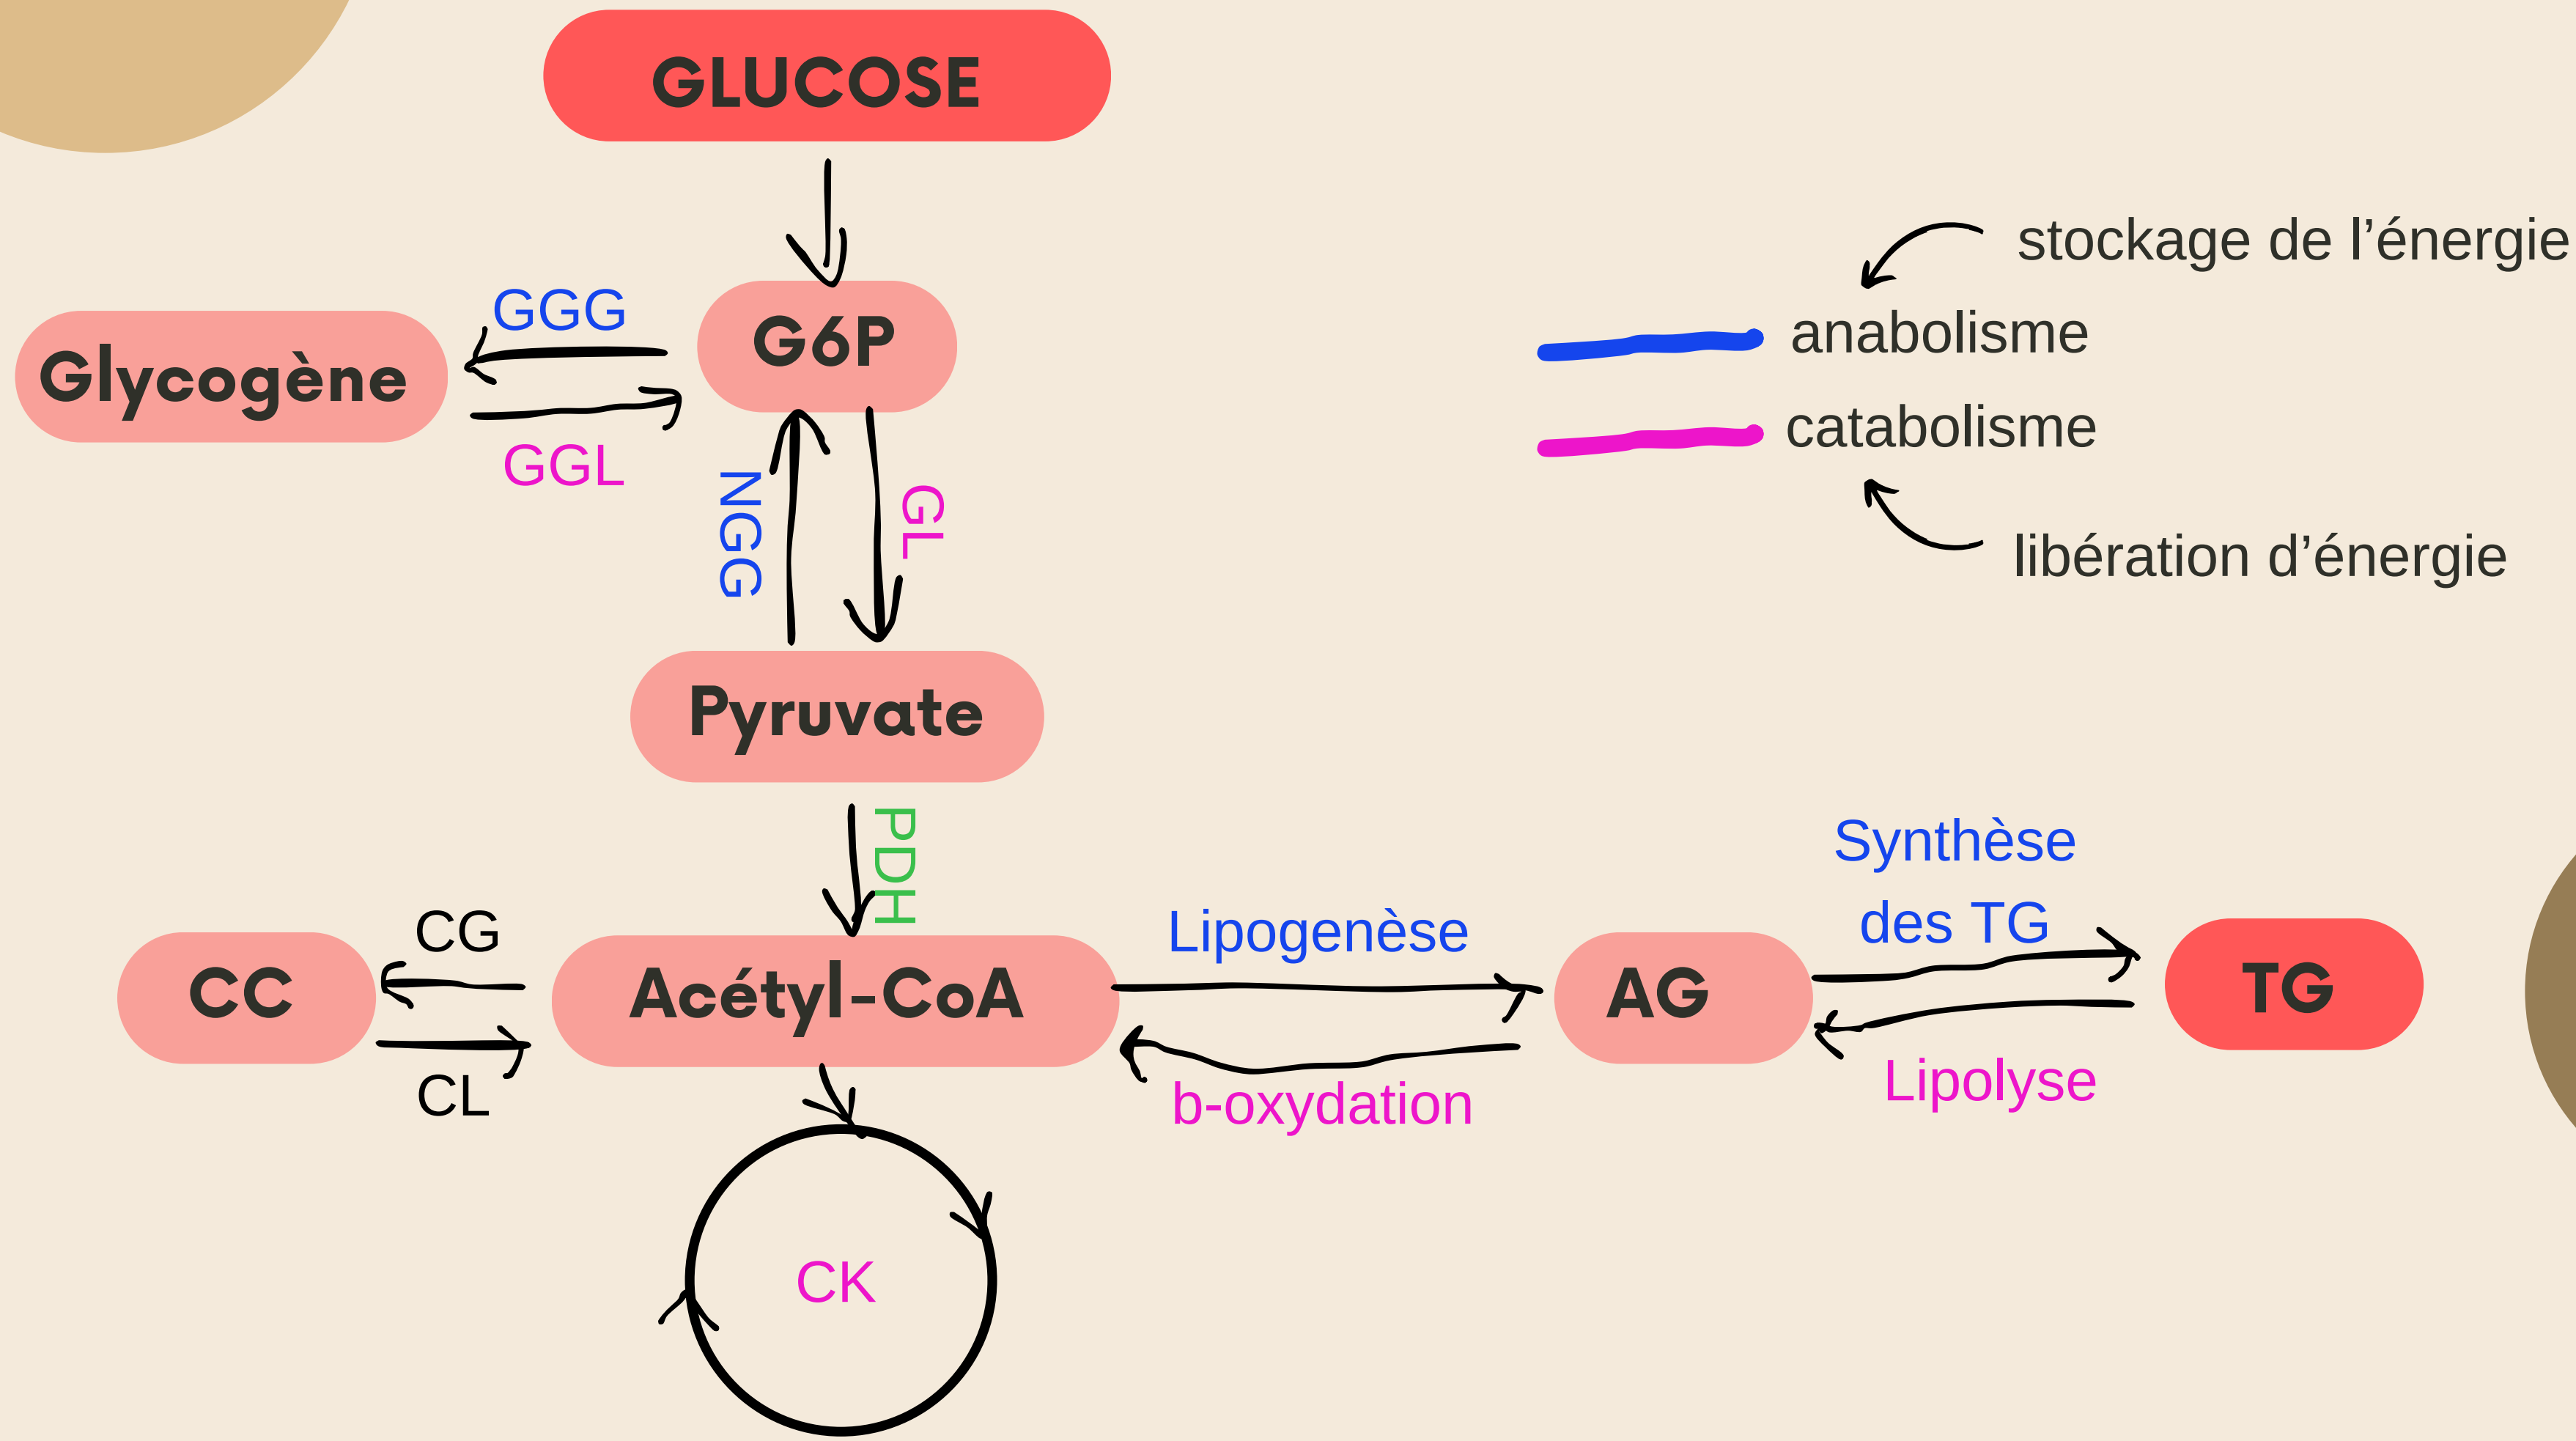 GLUCOSE
stockage de l’énergie
GGG
G6P
anabolisme
Glycogène
catabolisme
GGL
NGG
GL
libération d’énergie
Pyruvate
PDH
Synthèse
des TG
CG
Lipogenèse
CC
Acétyl-CoA
AG
TG
CL
b-oxydation
Lipolyse
CK